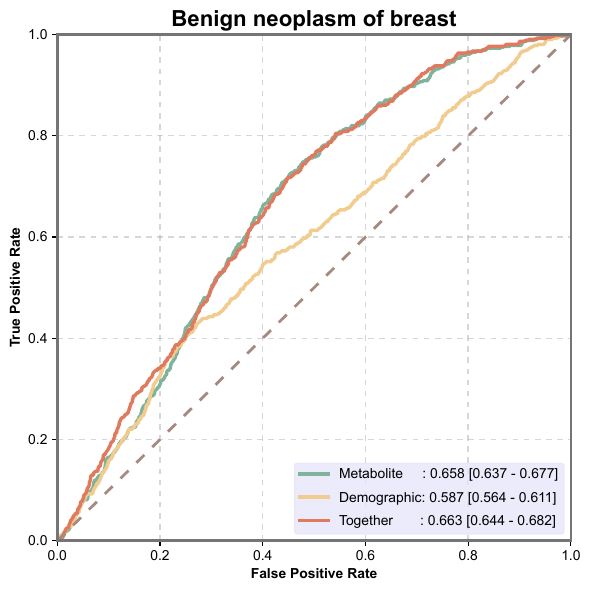 Benign neoplasm of breast
True Positive Rate
1.0
0.8
0.6
0.4
0.2
0.0
Metabolite : 0.658 [0.637 - 0.677]
Demographic: 0.587 [0.564 - 0.611]
Together : 0.663 [0.644 - 0.682]
0.0 0.2 0.4 0.6 0.8 1.0
False Positive Rate